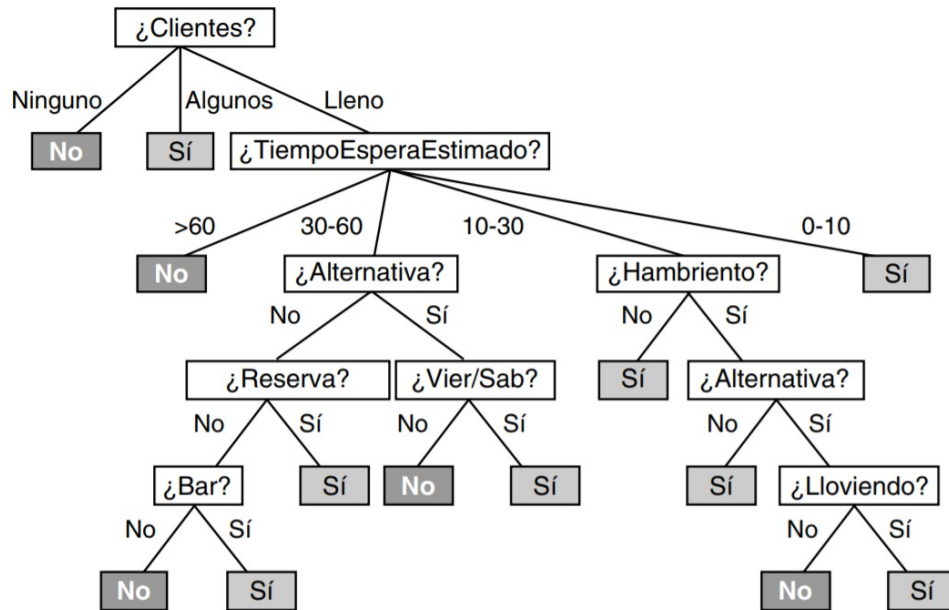 ¿Clientes?
Ninguno Algunos Lleno
No Sí ¿TiempoEsperaEstimado?
>60 30-60 10-30 0-10
No ¿Alternativa? ¿Hambriento? Sí
No Sí No Sí
¿Reserva? ¿Vier/Sab? Sí ¿Alternativa?
No Sí No Sí No Sí
¿Bar? Sí No Sí Sí ¿Lloviendo?
No Sí No Sí
No Sí No Sí